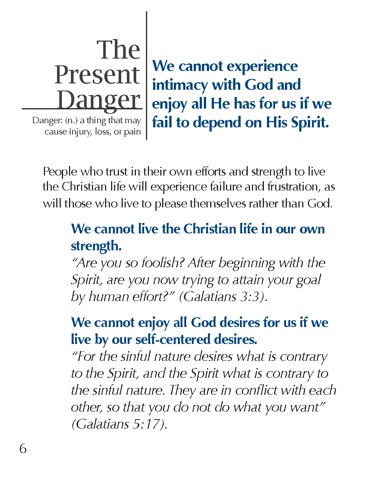 The
Present
Danger
Danger: (n.) a thing that may
cause injury, loss, or pain
We cannot experience
intimacy with God and
enjoy all He has for us if we
fail to depend on His Spirit.
People who trust in their own efforts and strength to live
the Christian life will experience failure and frustration, as
will those who live to please themselves rather than God.
We cannot live the Christian life in our own
strength.
“Are you so foolish? After beginning with the
Spirit, are you now trying to attain your goal
by human effort?” (Galatians 3:3).
We cannot enjoy all God desires for us if we
live by our self-centered desires.
“For the sinful nature desires what is contrary
to the Spirit, and the Spirit what is contrary to
the sinful nature. They are in conflict with each
other, so that you do not do what you want”
(Galatians 5:17).
6